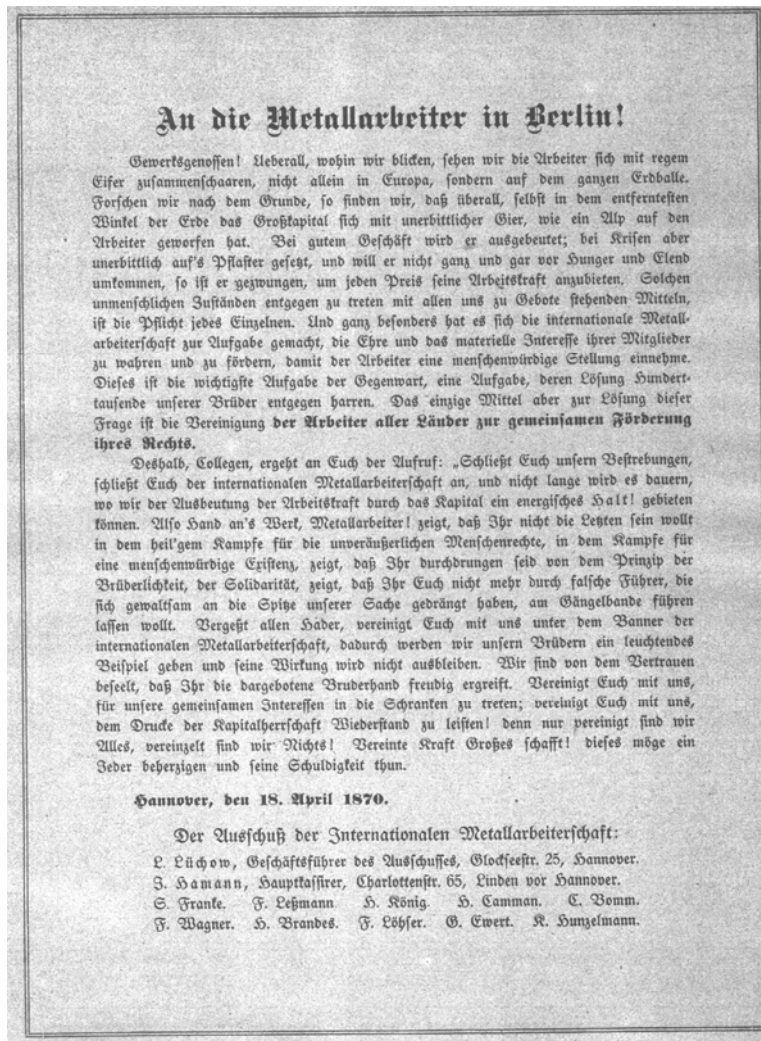 An die Metallarbeiter in Berlin!
Gewerksgenossen! Ueberall, wohin wir blicken, sehen wir die Arbeiter sich mit regem
Eifer zusammenschaaren, nicht allein in Europa, sondern auf dem ganzen Erdballe.
Forschen wir nach dem Grunde, so finden wir, daß überall, selbst in dem entferntesten
Winkel der Erde das Großkapital sich mit unerbittlicher Gier, wie ein Alp auf den
Arbeiter geworfen hat. Bei gutem Geschäft wird er ausgebeutet; bei Krisen aber
unerbittlich auf's Pflaster gesetzt, und will er nicht ganz und gar vor Hunger und Elend
umkommen, so ist er gezwungen, um jeden Preis seine Arbeitskraft anzubieten. Solchen
unmenschlichen Zuständen entgegen zu treten mit allen uns zu Gebote stehenden Mitteln,
ist die Pflicht jedes Einzelnen. Und ganz besonders hat es sich die internationale Metall-
arbeiterschaft zur Aufgabe gemacht, die Ehre und das materielle Interesse ihrer Mitglieder
zu wahren und zu fördern, damit der Arbeiter eine menschenwürdige Stellung einnehme.
Dieses ist die wichtigste Aufgabe der Gegenwart, eine Aufgabe, deren Lösung Hundert-
tausende unserer Brüder entgegen harren. Das einzige Mittel aber zur Lösung dieser
Frage ist die Vereinigung der Arbeiter aller Länder zur gemeinsamen Förderung
ihres Rechts.
Deshalb, Collegen, ergeht an Euch der Aufruf: „Schließt Euch unsern Bestrebungen,
schließt Euch der internationalen Metallarbeiterschaft an, und nicht lange wird es dauern,
wo wir der Ausbeutung der Arbeitskraft durch das Kapital ein energisches Halt! gebieten
können. Also Hand an's Werk, Metallarbeiter! zeigt, daß Ihr nicht die Letzten sein wollt
in dem heil'gem Kampfe für die unveräußerlichen Menschenrechte, in dem Kampfe für
eine menschenwürdige Existenz, zeigt, daß Ihr durchdrungen seid von dem Prinzip der
Brüderlichkeit, der Solidarität, zeigt, daß Ihr Euch nicht mehr durch falsche Führer, die
sich gewaltsam an die Spitze unserer Sache gedrängt haben, am Gängelbande führen
lassen wollt. Vergeßt allen Hader, vereinigt Euch mit uns unter dem Banner der
internationalen Metallarbeiterschaft, dadurch werden wir unsern Brüdern ein leuchtendes
Beispiel geben und seine Wirkung wird nicht ausbleiben. Wir sind von dem Vertrauen
beseelt, daß Ihr die dargebotene Bruderhand freudig ergreift. Vereinigt Euch mit uns,
für unsere gemeinsamen Interessen in die Schranken zu treten; vereinigt Euch mit uns,
dem Drucke der Kapitalherrschaft Wiederstand zu leisten! denn nur vereinigt sind wir
Alles, vereinzelt sind wir Nichts! Vereinte Kraft Großes schafft! dieses möge ein
Jeder beherzigen und seine Schuldigkeit thun.
Hannover, den 18. April 1870.
Der Ausschuß der Internationalen Metallarbeiterschaft:
L. Lüchow, Geschäftsführer des Ausschusses, Glockseestr. 25, Hannover.
J. Hamann, Hauptkassirer, Charlottenstr. 65, Linden vor Hannover.
S. Franke. F. Leßmann H. König. H. Camman. C. Bomm.
F. Wagner. H. Brandes. F. Löhser. G. Ewert. K. Hunzelmann.